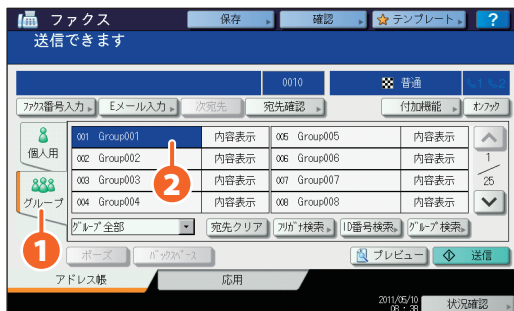 ファクス 保存 確認 テンプレート ?
送信できます
0010 普通
ﾌｧｸｽ番号入力 Eメール入力 次宛先 宛先確認 付加機能 ｵﾝﾌｯｸ
個人用
グループ
001 Group001 内容表示 005 Group005 内容表示
002 Group002 内容表示 006 Group006 内容表示
003 Group003 内容表示 007 Group007 内容表示
004 Group004 内容表示 008 Group008 内容表示
1
25
2
1
ｸﾞﾙｰﾌﾟ全部 宛先クリア ﾌﾘｶﾞﾅ検索 ID番号検索 ｸﾞﾙｰﾌﾟ検索
ポーズ ﾊﾞｯｸｽﾍﾟｰｽ プレビュー 送信
アドレス帳 応用
2011/05/10
08：38
状況確認